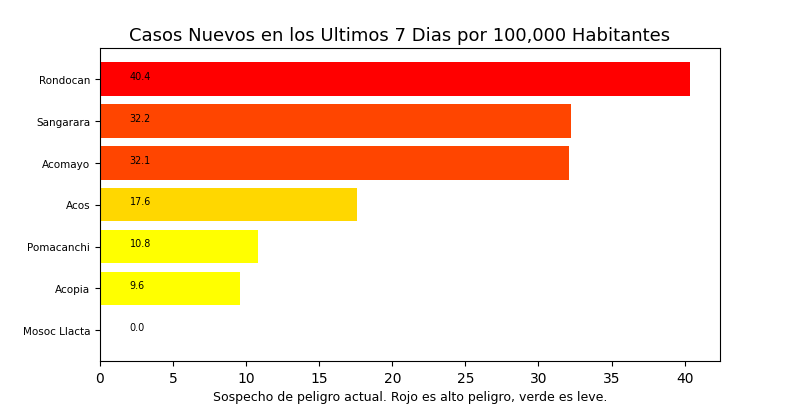 Casos Nuevos en los Ultimos 7 Dias por 100,000 Habitantes
Rondocan 40.4
Sangarara 32.2
Acomayo 32.1
Acos 17.6
Pomacanchi 10.8
Acopia 9.6
Mosoc Llacta 0.0
0 5 10 15 20 25 30 35 40
Sospecho de peligro actual. Rojo es alto peligro, verde es leve.